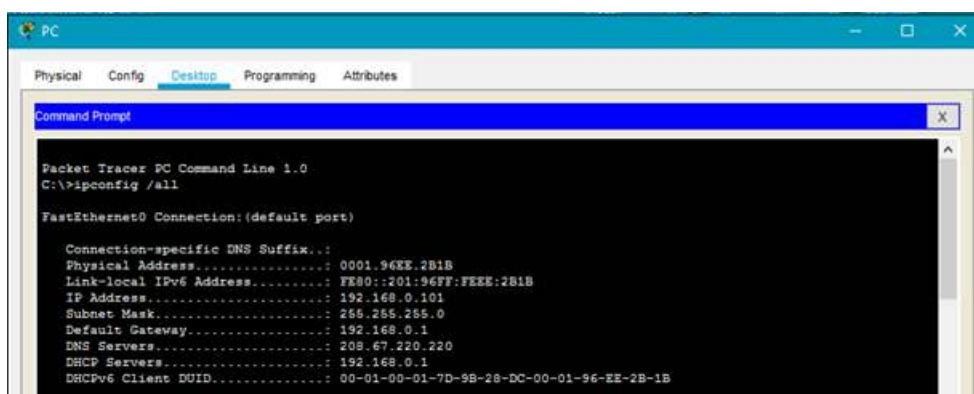 PC
Physical Config Desktop Programming Attributes
Command Prompt
X
Packet Tracer PC Command Line 1.0
C:\>ipconfig /all
FastEthernet0 Connection:(default port)
Connection-specific DNS Suffix..:
Physical Address................: 0001.96EE.2B1B
Link-local IPv6 Address.........: FE80::201:96FF:FEEE:2B1B
IP Address......................: 192.168.0.101
Subnet Mask.....................: 255.255.255.0
Default Gateway.................: 192.168.0.1
DNS Servers.....................: 208.67.220.220
DHCP Servers....................: 192.168.0.1
DHCPv6 Client DUID..............: 00-01-00-01-7D-9B-28-DC-00-01-96-EE-2B-1B